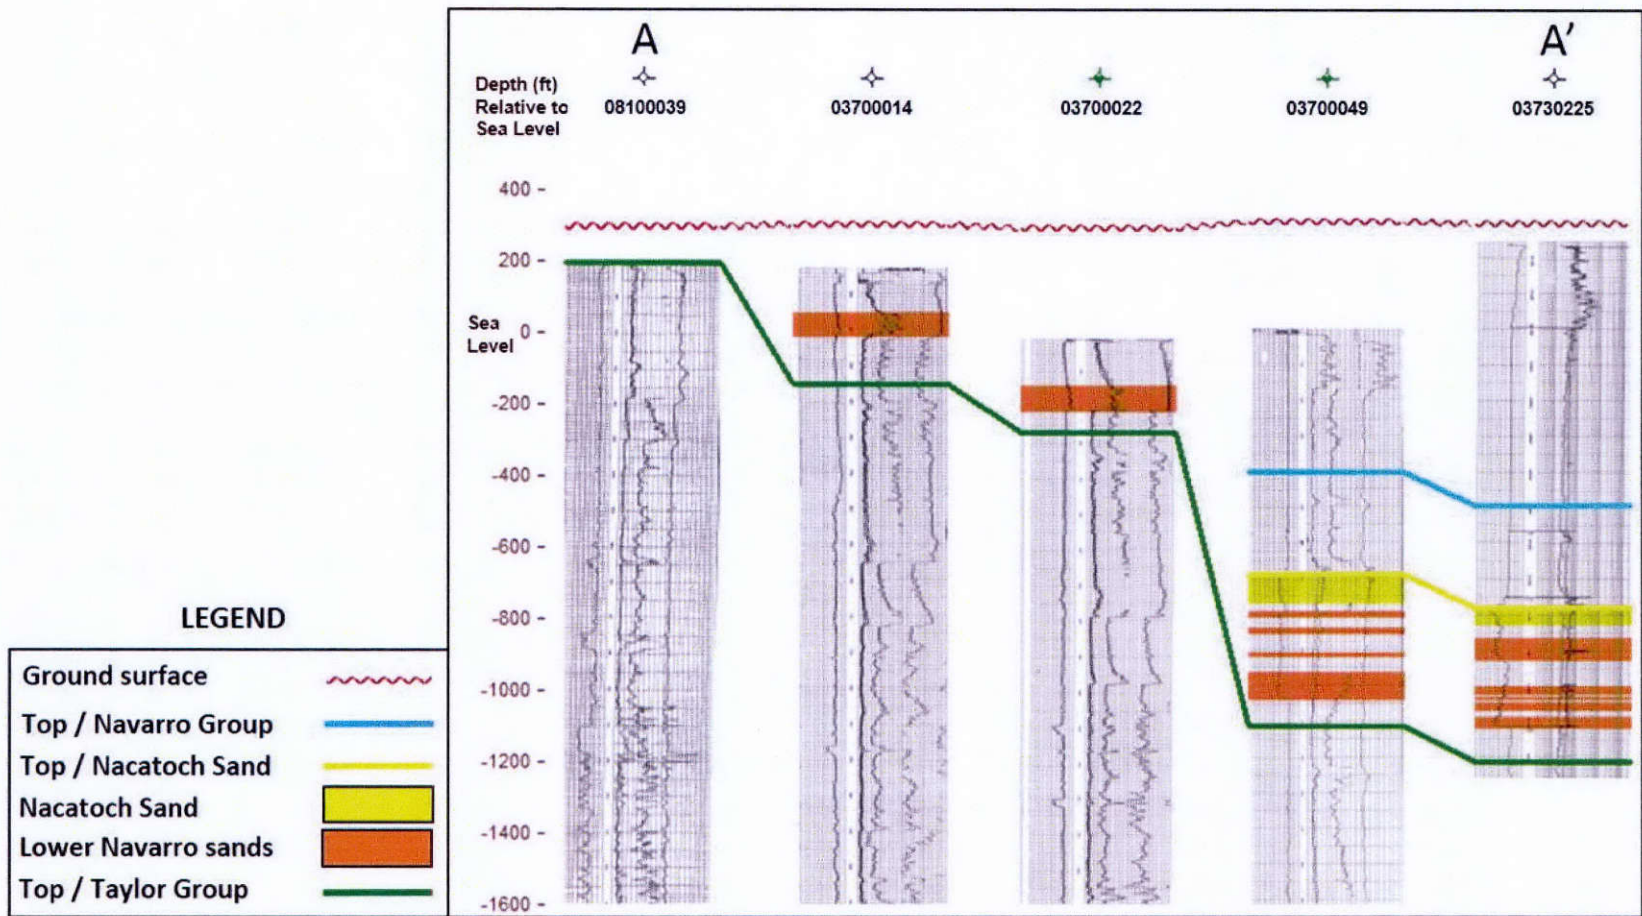 A
A'
Depth (ft)
Relative to
Sea Level
08100039
03700014
03700022
03700049
03730225
400 -
200 -
Sea
Level
0 -
-200 -
-400 -
-600 -
-800 -
-1000 -
-1200 -
-1400 -
-1600 -
LEGEND
Ground surface
Top / Navarro Group
Top / Nacatoch Sand
Nacatoch Sand
Lower Navarro sands
Top / Taylor Group